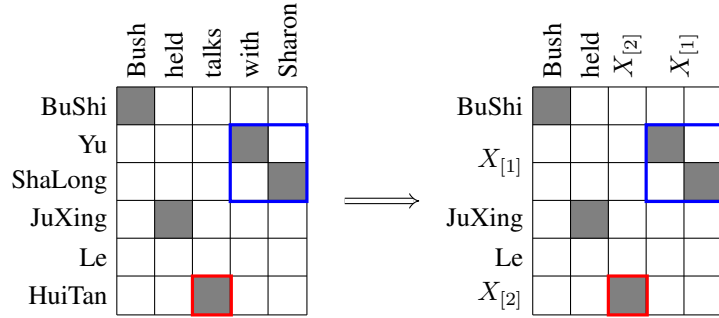 Bush held talks with Sharon
BuShi
Yu
ShaLong
JuXing
Le
HuiTan
Bush held X[2] X[1]
BuShi
X[1]
JuXing
Le
X[2]